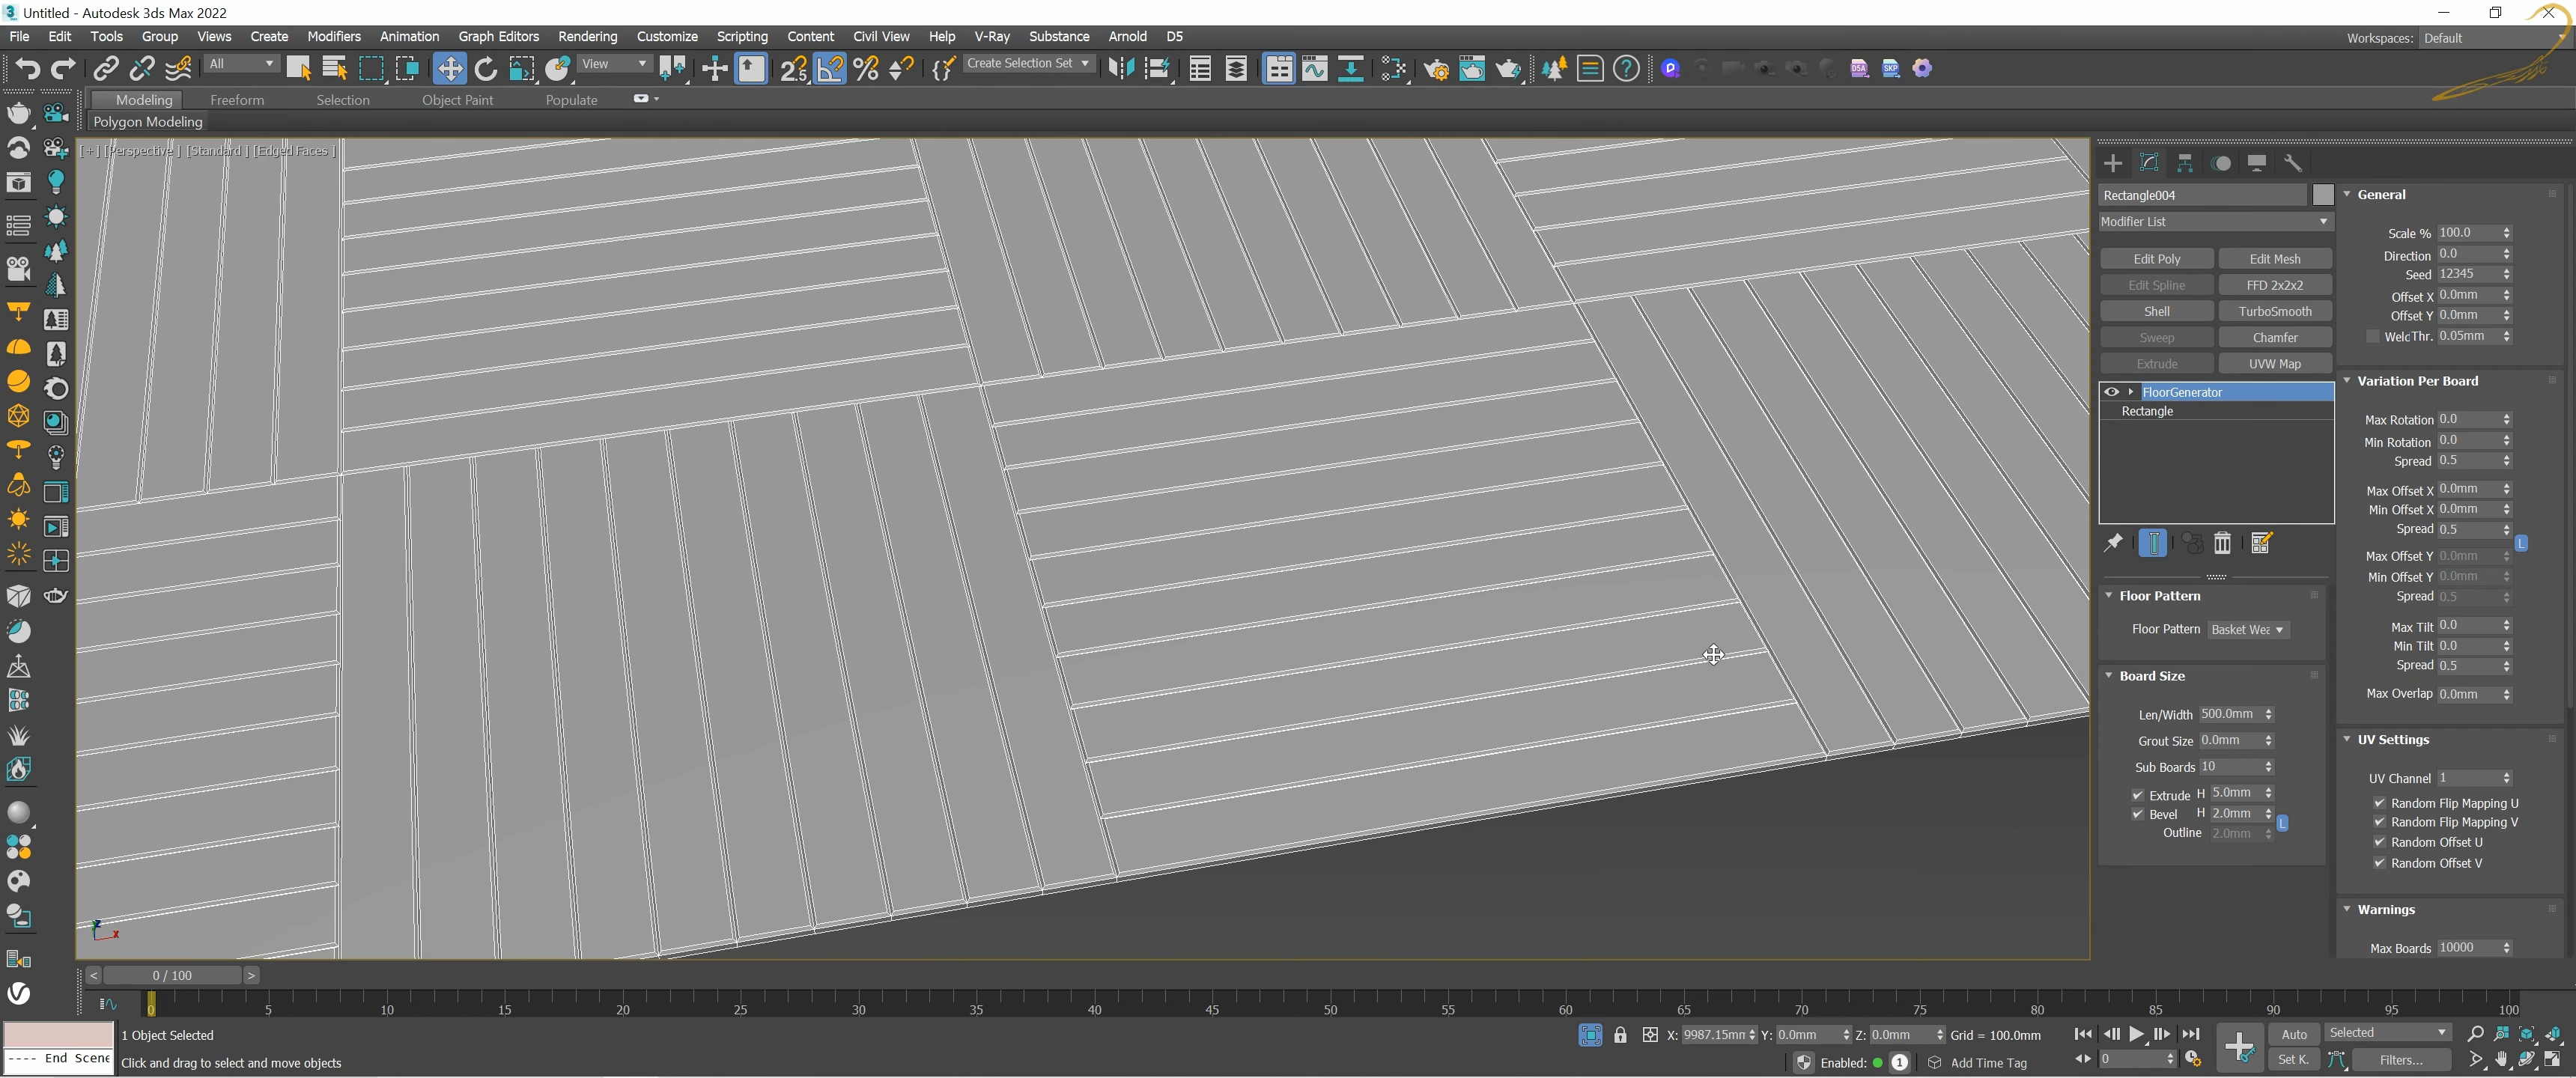 Untitled - Autodesk 3ds Max 2022
File Edit Tools Group Views Create Modifiers Animation Graph Editors Rendering Customize Scripting Content Civil View Help V-Ray Substance Arnold D5
Workspaces: Default
All View Create Selection Set
Modeling Freeform Selection Object Paint Populate
Polygon Modeling
[+] [Perspective] [Standard] [Edged Faces]
Rectangle004
Modifier List
Edit Poly Edit Mesh
Edit Spline FFD 2x2x2
Shell TurboSmooth
Sweep Chamfer
Extrude UVW Map
FloorGenerator
Rectangle
Floor Pattern
Floor Pattern Basket Wea
Board Size
Len/Width 500.0mm
Grout Size 0.0mm
Sub Boards 10
Extrude H 5.0mm
Bevel H 2.0mm
L
Outline 2.0mm
General
Scale % 100.0
Direction 0.0
Seed 12345
Offset X 0.0mm
Offset Y 0.0mm
WelcThr. 0.05mm
Variation Per Board
Max Rotation 0.0
Min Rotation 0.0
Spread 0.5
Max Offset X 0.0mm
Min Offset X 0.0mm
Spread 0.5
L
Max Offset Y 0.0mm
Min Offset Y 0.0mm
Spread 0.5
Max Tilt 0.0
Min Tilt 0.0
Spread 0.5
Max Overlap 0.0mm
UV Settings
UV Channel 1
Random Flip Mapping U
Random Flip Mapping V
Random Offset U
Random Offset V
Warnings
Max Boards 10000
0 / 100
0 5 10 15 20 25 30 35 40 45 50 55 60 65 70 75 80 85 90 95 100
1 Object Selected
X: 9987.15mm Y: 0.0mm Z: 0.0mm Grid = 100.0mm
Auto Selected
---- End Scene
Click and drag to select and move objects
Enabled: 1 Add Time Tag
0
Set K. Filters...